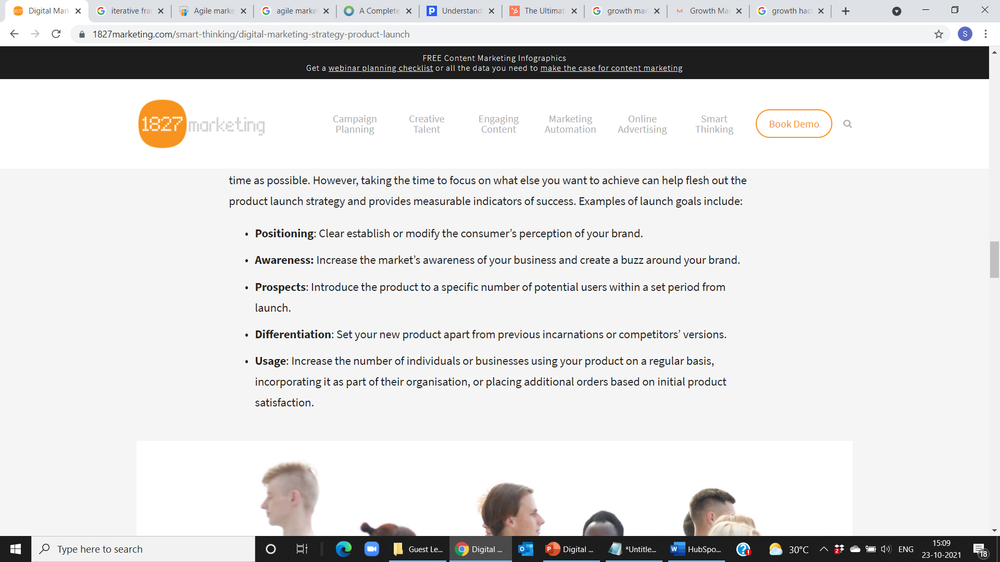 Digital Mark
iterative fra
Agile marke
agile marke
A Complete
Understandi
The Ultimat
growth mar
Growth Mar
growth hac
1827marketing.com/smart-thinking/digital-marketing-strategy-product-launch
S
FREE Content Marketing Infographics
Get a webinar planning checklist or all the data you need to make the case for content marketing
1827 marketing
Campaign Planning
Creative Talent
Engaging Content
Marketing Automation
Online Advertising
Smart Thinking
Book Demo
time as possible. However, taking the time to focus on what else you want to achieve can help flesh out the
product launch strategy and provides measurable indicators of success. Examples of launch goals include:
• Positioning: Clear establish or modify the consumer’s perception of your brand.
• Awareness: Increase the market’s awareness of your business and create a buzz around your brand.
• Prospects: Introduce the product to a specific number of potential users within a set period from
launch.
• Differentiation: Set your new product apart from previous incarnations or competitors’ versions.
• Usage: Increase the number of individuals or businesses using your product on a regular basis,
incorporating it as part of their organisation, or placing additional orders based on initial product
satisfaction.
Type here to search
Guest Le...
Digital ...
Digital ...
*Untitle...
HubSpo...
30°C
2
ENG
15:09
23-10-2021
18